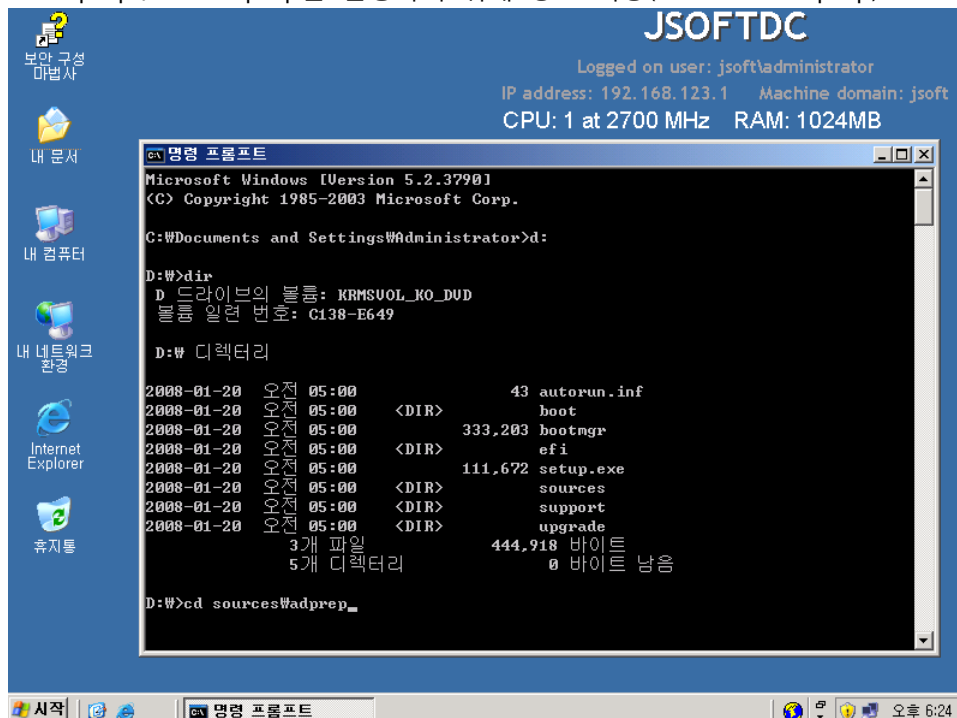 JSOFTDC
Logged on user: jsoft\administrator
IP address: 192.168.123.1 Machine domain: jsoft
CPU: 1 at 2700 MHz RAM: 1024MB
보안 구성
마법사
내 문서
내 컴퓨터
내 네트워크
환경
Internet
Explorer
휴지통
명령 프롬프트
Microsoft Windows [Version 5.2.3790]
(C) Copyright 1985-2003 Microsoft Corp.
C:₩Documents and Settings₩Administrator>d:
D:₩>dir
D 드라이브의 볼륨: KRMSVOL_KO_DVD
볼륨 일련 번호: C138-E649
D:₩ 디렉터리
2008-01-20 오전 05:00 43 autorun.inf
2008-01-20 오전 05:00 <DIR> boot
2008-01-20 오전 05:00 333,203 bootmgr
2008-01-20 오전 05:00 <DIR> efi
2008-01-20 오전 05:00 111,672 setup.exe
2008-01-20 오전 05:00 <DIR> sources
2008-01-20 오전 05:00 <DIR> support
2008-01-20 오전 05:00 <DIR> upgrade
3개 파일 444,918 바이트
5개 디렉터리 0 바이트 남음
D:₩>cd sources₩adprep_
시작
명령 프롬프트
오후 6:24